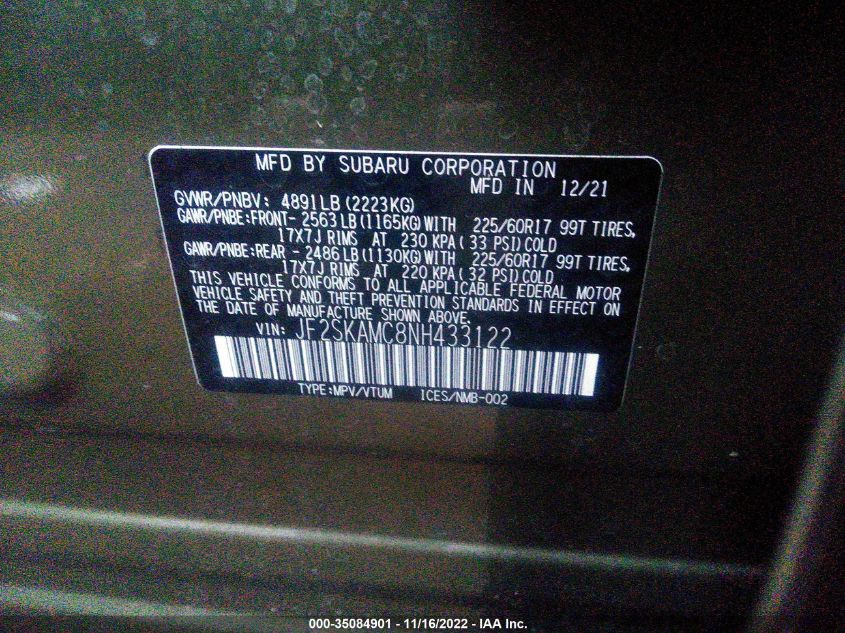 MFD BY SUBARU CORPORATION
MFD IN 12/21
GVWR/PNBV: 4891LB (2223KG)
GAWR/PNBE:FRONT- 2563LB (1165KG) WITH 225/60R17 99T TIRES,
17X7J RIMS AT 230 KPA( 33 PSI) COLD
GAWR/PNBE:REAR - 2486LB (1130KG) WITH 225/60R17 99T TIRES,
17X7J RIMS AT 220 KPA( 32 PSI) COLD
THIS VEHICLE CONFORMS TO ALL APPLICABLE FEDERAL MOTOR
VEHICLE SAFETY AND THEFT PREVENTION STANDARDS IN EFFECT ON
THE DATE OF MANUFACTURE SHOWN ABOVE.
VIN: JF2SKAMC8NH433122
TYPE:MPV/VTUM ICES/NMB-002
000-35084901 - 11/16/2022 - IAA Inc.